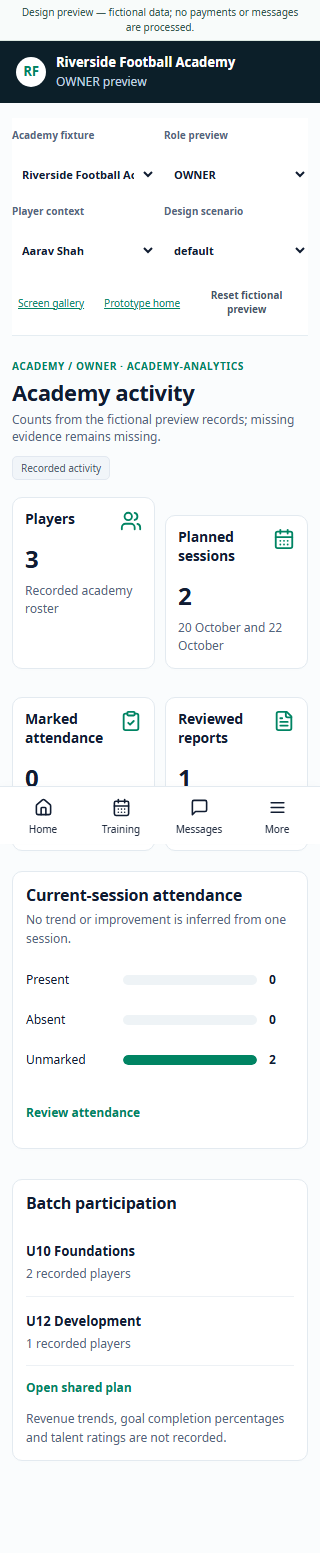 Design preview — fictional data; no payments or messages
are processed.
RF
Riverside Football Academy
OWNER preview
Academy fixture
Role preview
Riverside Football Ac
OWNER
Player context
Design scenario
Aarav Shah
default
Screen gallery
Prototype home
Reset fictional
preview
ACADEMY / OWNER · ACADEMY-ANALYTICS
Academy activity
Counts from the fictional preview records; missing
evidence remains missing.
Recorded activity
Players
3
Recorded academy
roster
Planned
sessions
2
20 October and 22
October
Marked
attendance
0
Reviewed
reports
1
Home
Training
Messages
More
Current-session attendance
No trend or improvement is inferred from one
session.
Present
0
Absent
0
Unmarked
2
Review attendance
Batch participation
U10 Foundations
2 recorded players
U12 Development
1 recorded players
Open shared plan
Revenue trends, goal completion percentages
and talent ratings are not recorded.